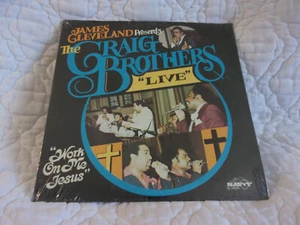 JAMES
CLEVELAND Presents
The
CRAIG
BROTHERS
"LIVE"
"Work
On Me
Jesus"
SAVOY